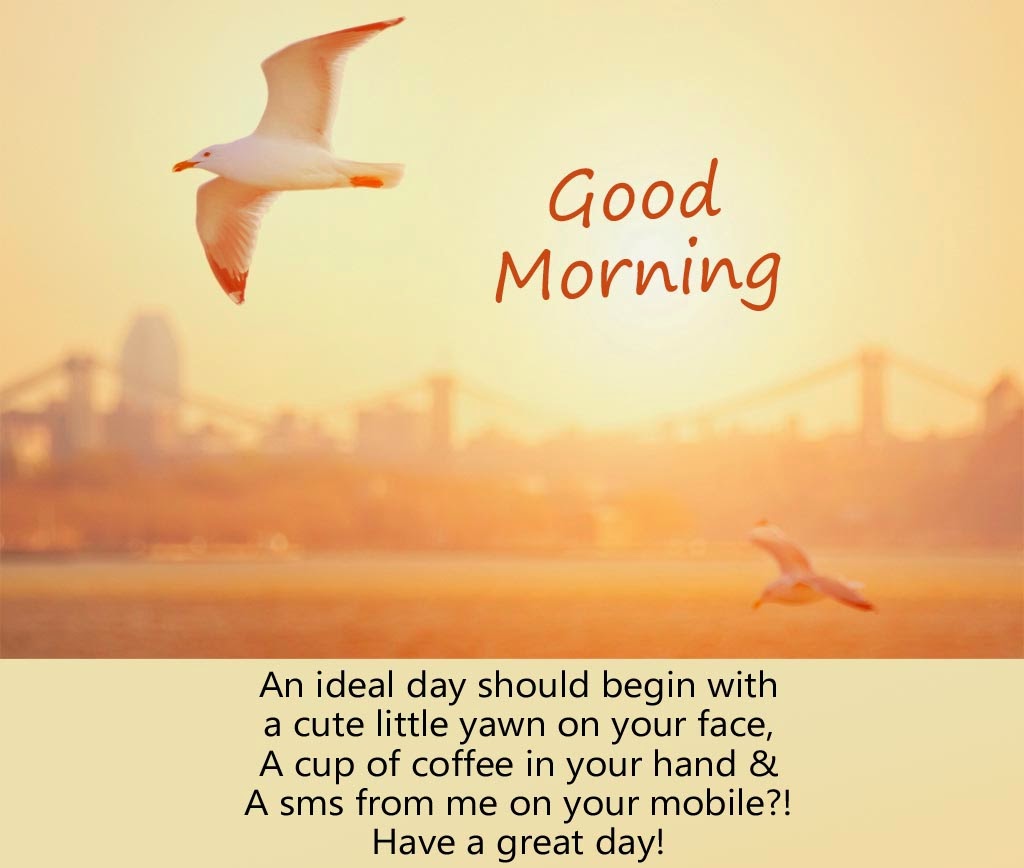 Good
Morning
An ideal day should begin with
a cute little yawn on your face,
A cup of coffee in your hand &
A sms from me on your mobile?!
Have a great day!